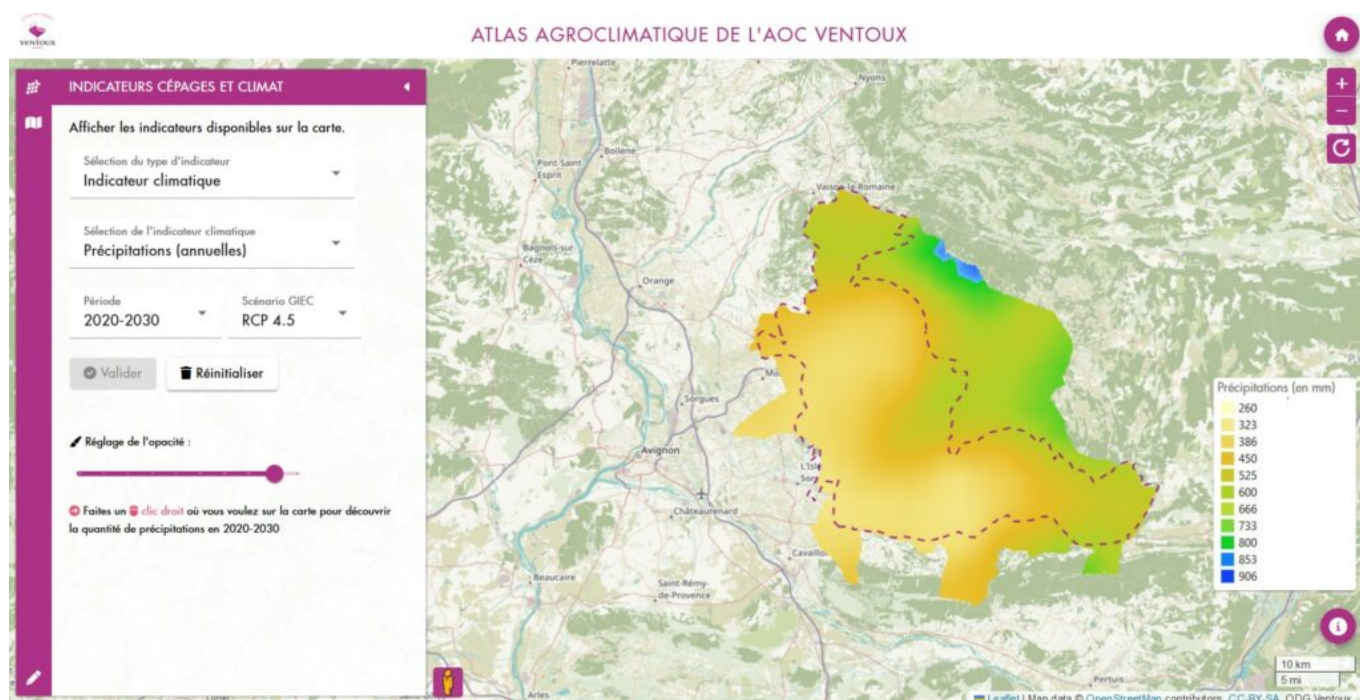 VENTOUX
ATLAS AGROCLIMATIQUE DE L'AOC VENTOUX
INDICATEURS CÉPAGES ET CLIMAT
Afficher les indicateurs disponibles sur la carte.
Sélection du type d'indicateur
Indicateur climatique
Sélection de l'indicateur climatique
Précipitations (annuelles)
Période
2020-2030
Scénario GIEC
RCP 4.5
Valider
Réinitialiser
Réglage de l'opacité :
Faites un clic droit où vous voulez sur la carte pour découvrir
la quantité de précipitations en 2020-2030
Pierrelatte
Nyons
Bollène
Pont-Saint
Esprit
Vaison-la-Romaine
Bagnols-sur
Cèze
Orange
Mo
Sorgues
Avignon
L'Isle
Sor
Châteaurenard
Cavaillon
Beaucaire
Saint-Rémy-
de-Provence
Pertuis
Arles
Lunel
+
−
Précipitations (en mm)
260
323
386
450
525
600
666
733
800
853
906
10 km
5 mi
Leaflet | Map data © OpenStreetMap contributors, CC-BY-SA, ODG Ventoux